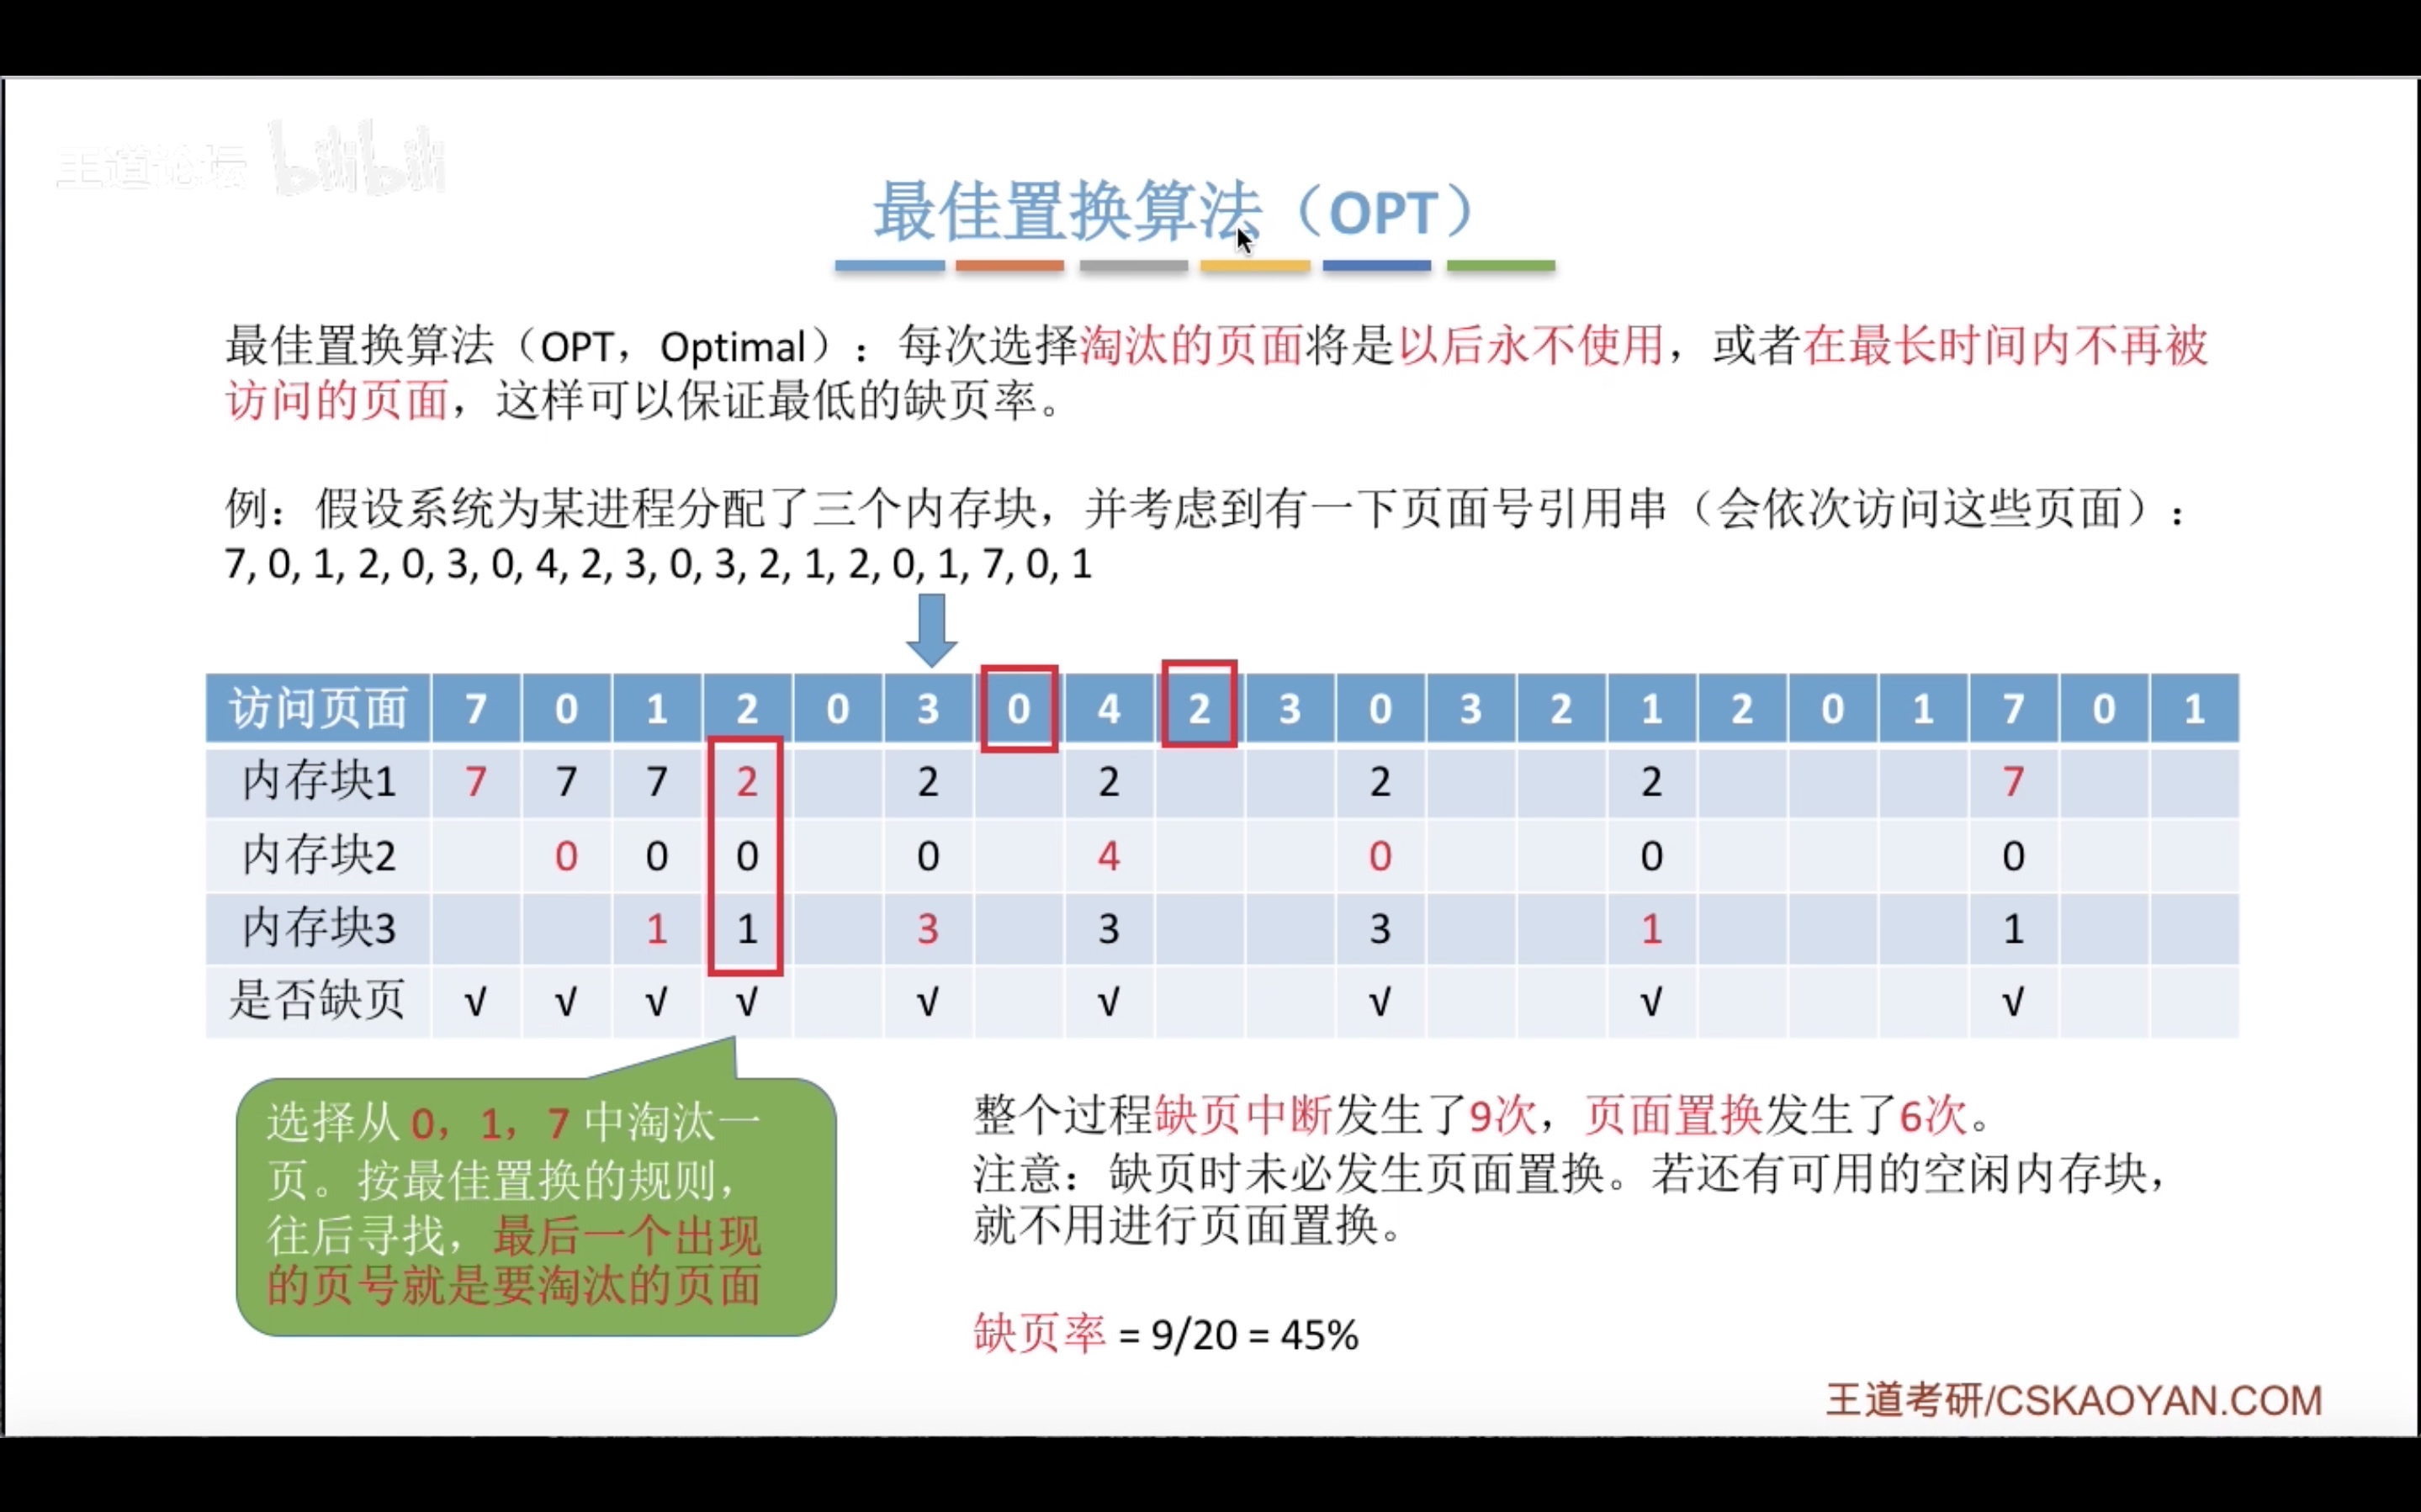 王道论坛 bilibili
最佳置换算法（OPT）
最佳置换算法（OPT，Optimal）：每次选择淘汰的页面将是以后永不使用，或者在最长时间内不再被
访问的页面，这样可以保证最低的缺页率。
例：假设系统为某进程分配了三个内存块，并考虑到有一下页面号引用串（会依次访问这些页面）：
7, 0, 1, 2, 0, 3, 0, 4, 2, 3, 0, 3, 2, 1, 2, 0, 1, 7, 0, 1
访问页面 7 0 1 2 0 3 0 4 2 3 0 3 2 1 2 0 1 7 0 1
内存块1 7 7 7 2 2 2 2 2 7
内存块2 0 0 0 0 4 0 0 0
内存块3 1 1 3 3 3 1 1
是否缺页 √ √ √ √ √ √ √ √ √
选择从 0，1，7 中淘汰一
页。按最佳置换的规则，
往后寻找，最后一个出现
的页号就是要淘汰的页面
整个过程缺页中断发生了9次，页面置换发生了6次。
注意：缺页时未必发生页面置换。若还有可用的空闲内存块，
就不用进行页面置换。
缺页率 = 9/20 = 45%
王道考研/CSKAOYAN.COM